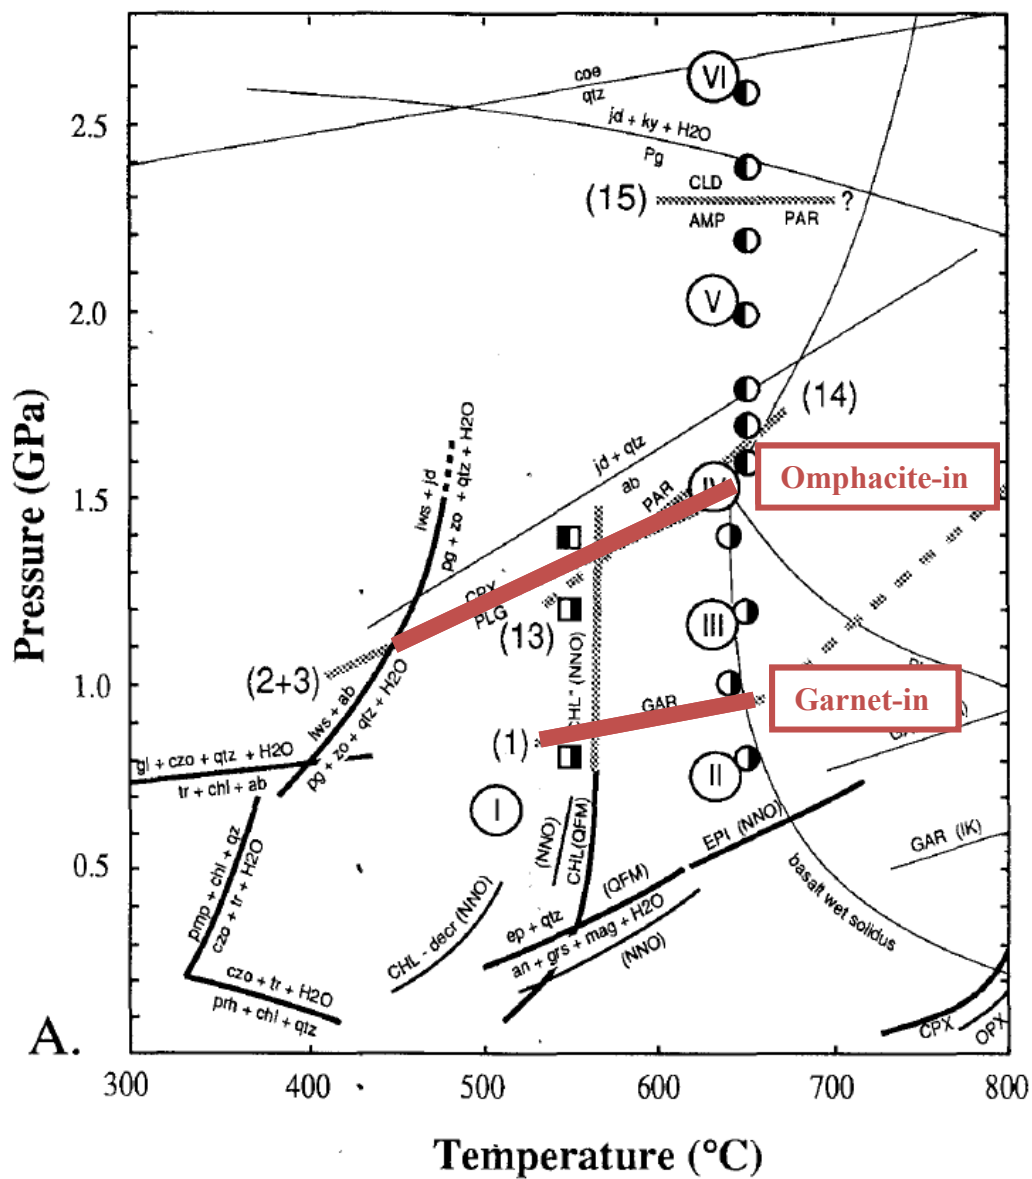 coe
qtz
VI
2.5
jd + ky + H2O
Pg
CLD
(15)
?
AMP
PAR
V
2.0
(14)
jd + qtz
ab
Omphacite-in
PAR
IV
lws + jd
pg + zo + qtz + H2O
1.5
CPX
PLG
(13)
III
(2+3)
CHL" (NNO)
lws + ab
pg + zo + qtz + H2O
1.0
GAR
Garnet-in
(1)
gl + czo + qtz + H2O
tr + chl + ab
II
I
EPI (NNO)
GAR (IK)
(NNO)
CHL(QFM)
0.5
pmp + chl + qz
czo + tr + H2O
(QFM)
ep + qtz
an + grs + mag + H2O
(NNO)
CHL - decr (NNO)
basalt wet solidus
czo + tr + H2O
prh + chl + qtz
CPX
OPX
A.
300
400
500
600
700
800
Temperature (°C)
Pressure (GPa)